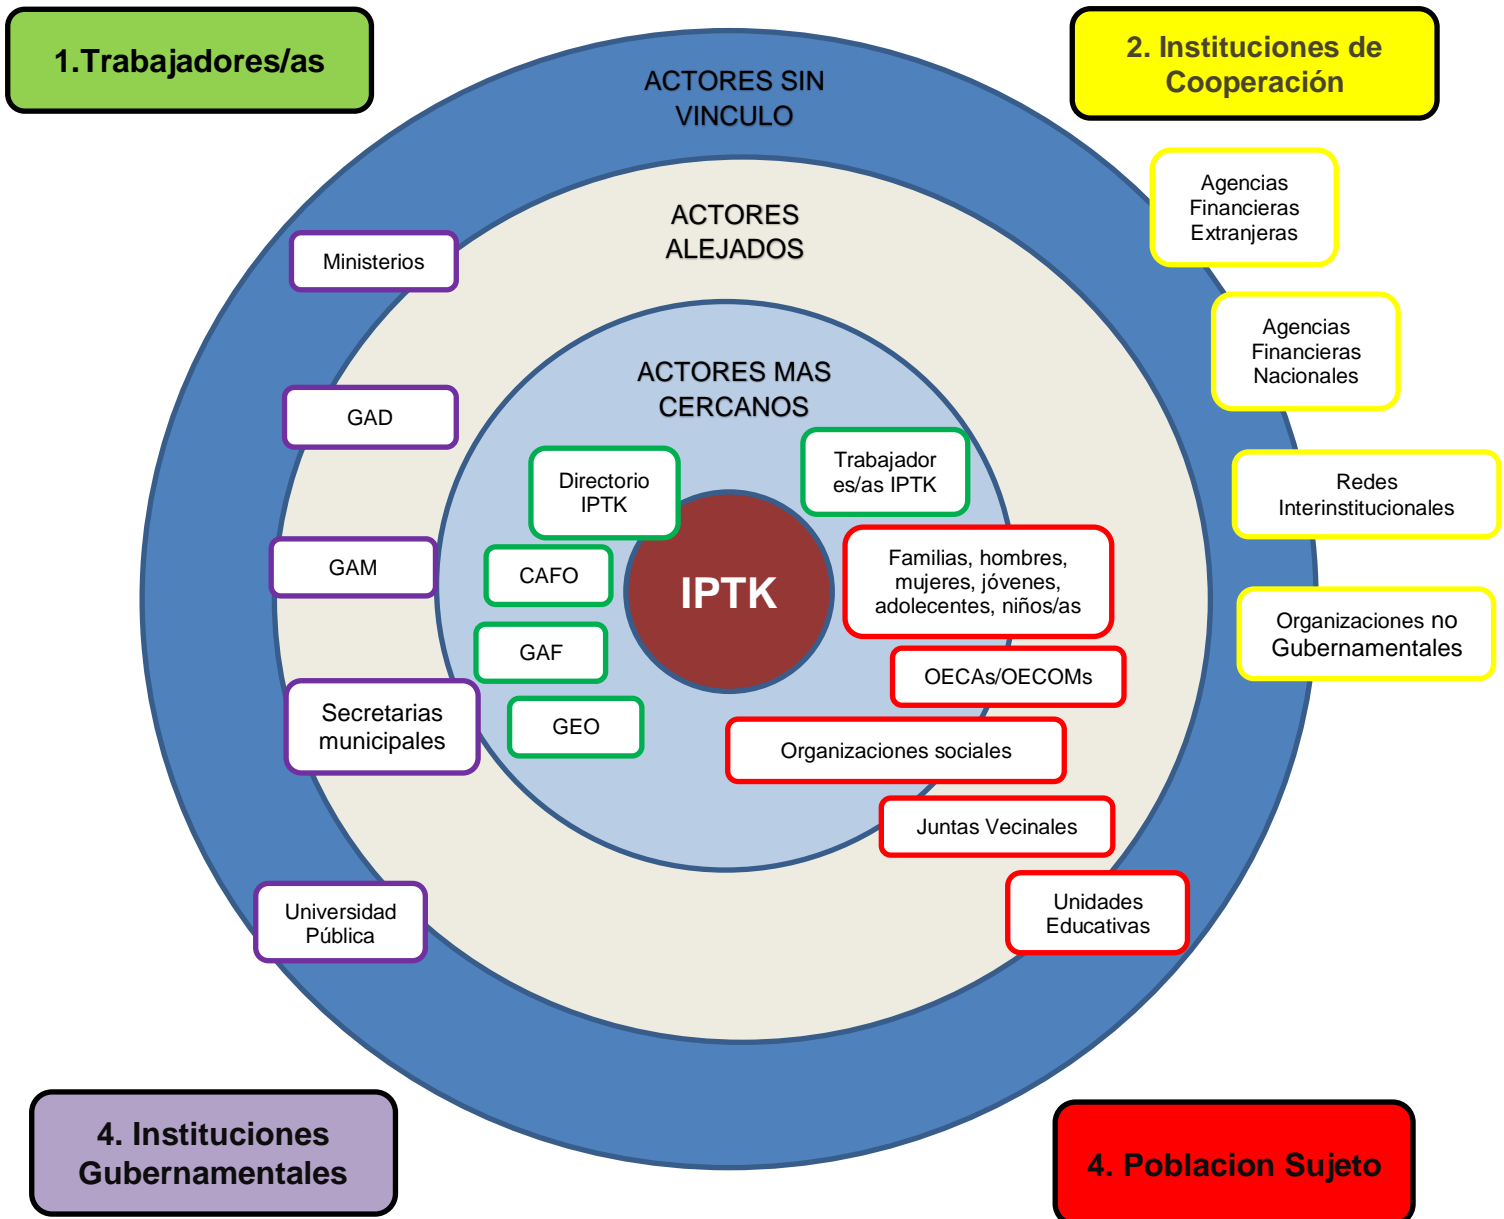 1.Trabajadores/as
2. Instituciones de
Cooperación
ACTORES SIN
VINCULO
ACTORES
ALEJADOS
ACTORES MAS
CERCANOS
Agencias
Financieras
Extranjeras
Ministerios
Agencias
Financieras
Nacionales
GAD
Directorio
IPTK
Trabajador
es/as IPTK
Redes
Interinstitucionales
GAM
CAFO
IPTK
Familias, hombres,
mujeres, jóvenes,
adolecentes, niños/as
Organizaciones no
Gubernamentales
GAF
OECAs/OECOMs
Secretarias
municipales
GEO
Organizaciones sociales
Juntas Vecinales
Universidad
Pública
Unidades
Educativas
4. Instituciones
Gubernamentales
4. Poblacion Sujeto